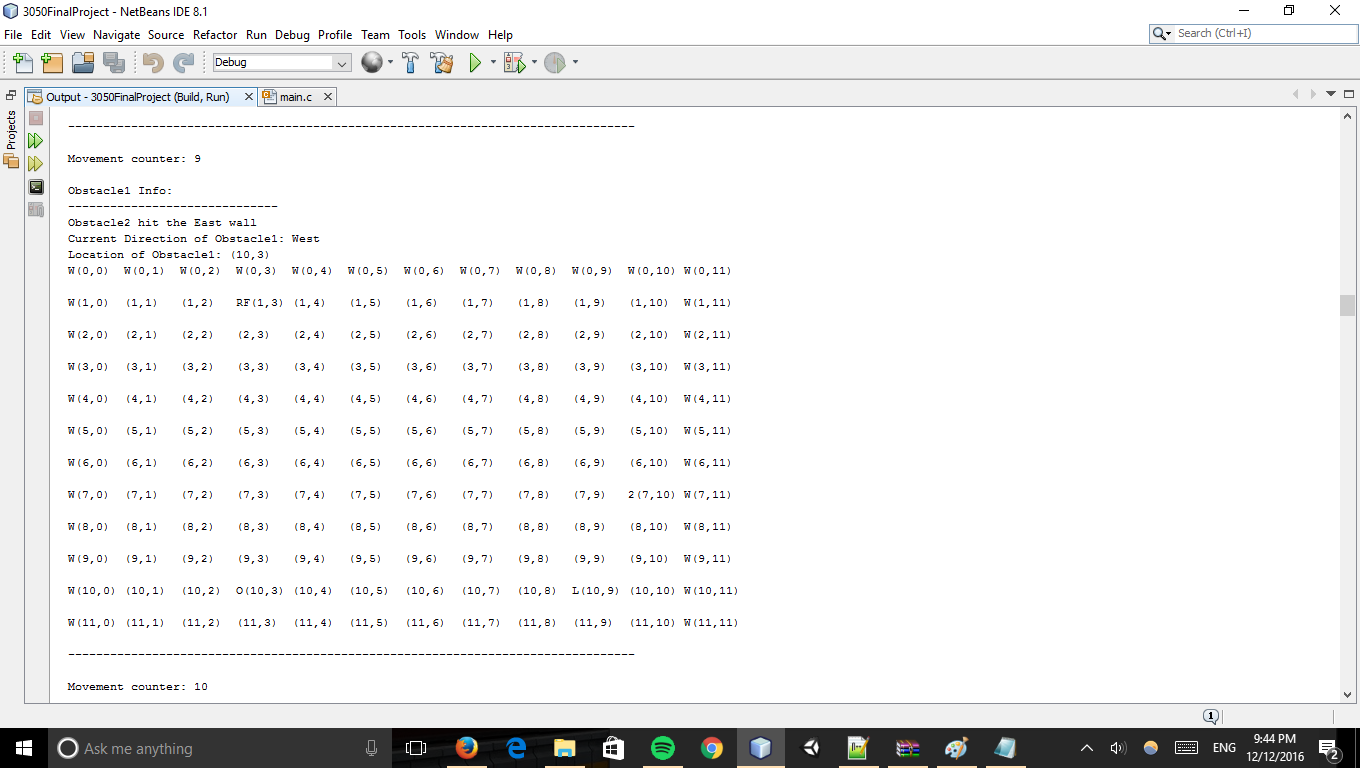 3050FinalProject - NetBeans IDE 8.1
File Edit View Navigate Source Refactor Run Debug Profile Team Tools Window Help
Search (Ctrl+I)
Debug
Output - 3050FinalProject (Build, Run) main.c
Projects
---------------------------------------------------------------------------------
Movement counter: 9
Obstacle1 Info:
------------------------------
Obstacle2 hit the East wall
Current Direction of Obstacle1: West
Location of Obstacle1: (10,3)
W(0,0) W(0,1) W(0,2) W(0,3) W(0,4) W(0,5) W(0,6) W(0,7) W(0,8) W(0,9) W(0,10) W(0,11)
W(1,0) (1,1) (1,2) RF(1,3) (1,4) (1,5) (1,6) (1,7) (1,8) (1,9) (1,10) W(1,11)
W(2,0) (2,1) (2,2) (2,3) (2,4) (2,5) (2,6) (2,7) (2,8) (2,9) (2,10) W(2,11)
W(3,0) (3,1) (3,2) (3,3) (3,4) (3,5) (3,6) (3,7) (3,8) (3,9) (3,10) W(3,11)
W(4,0) (4,1) (4,2) (4,3) (4,4) (4,5) (4,6) (4,7) (4,8) (4,9) (4,10) W(4,11)
W(5,0) (5,1) (5,2) (5,3) (5,4) (5,5) (5,6) (5,7) (5,8) (5,9) (5,10) W(5,11)
W(6,0) (6,1) (6,2) (6,3) (6,4) (6,5) (6,6) (6,7) (6,8) (6,9) (6,10) W(6,11)
W(7,0) (7,1) (7,2) (7,3) (7,4) (7,5) (7,6) (7,7) (7,8) (7,9) 2(7,10) W(7,11)
W(8,0) (8,1) (8,2) (8,3) (8,4) (8,5) (8,6) (8,7) (8,8) (8,9) (8,10) W(8,11)
W(9,0) (9,1) (9,2) (9,3) (9,4) (9,5) (9,6) (9,7) (9,8) (9,9) (9,10) W(9,11)
W(10,0) (10,1) (10,2) O(10,3) (10,4) (10,5) (10,6) (10,7) (10,8) L(10,9) (10,10) W(10,11)
W(11,0) (11,1) (11,2) (11,3) (11,4) (11,5) (11,6) (11,7) (11,8) (11,9) (11,10) W(11,11)
---------------------------------------------------------------------------------
Movement counter: 10
1
Ask me anything
ENG
9:44 PM
12/12/2016
2